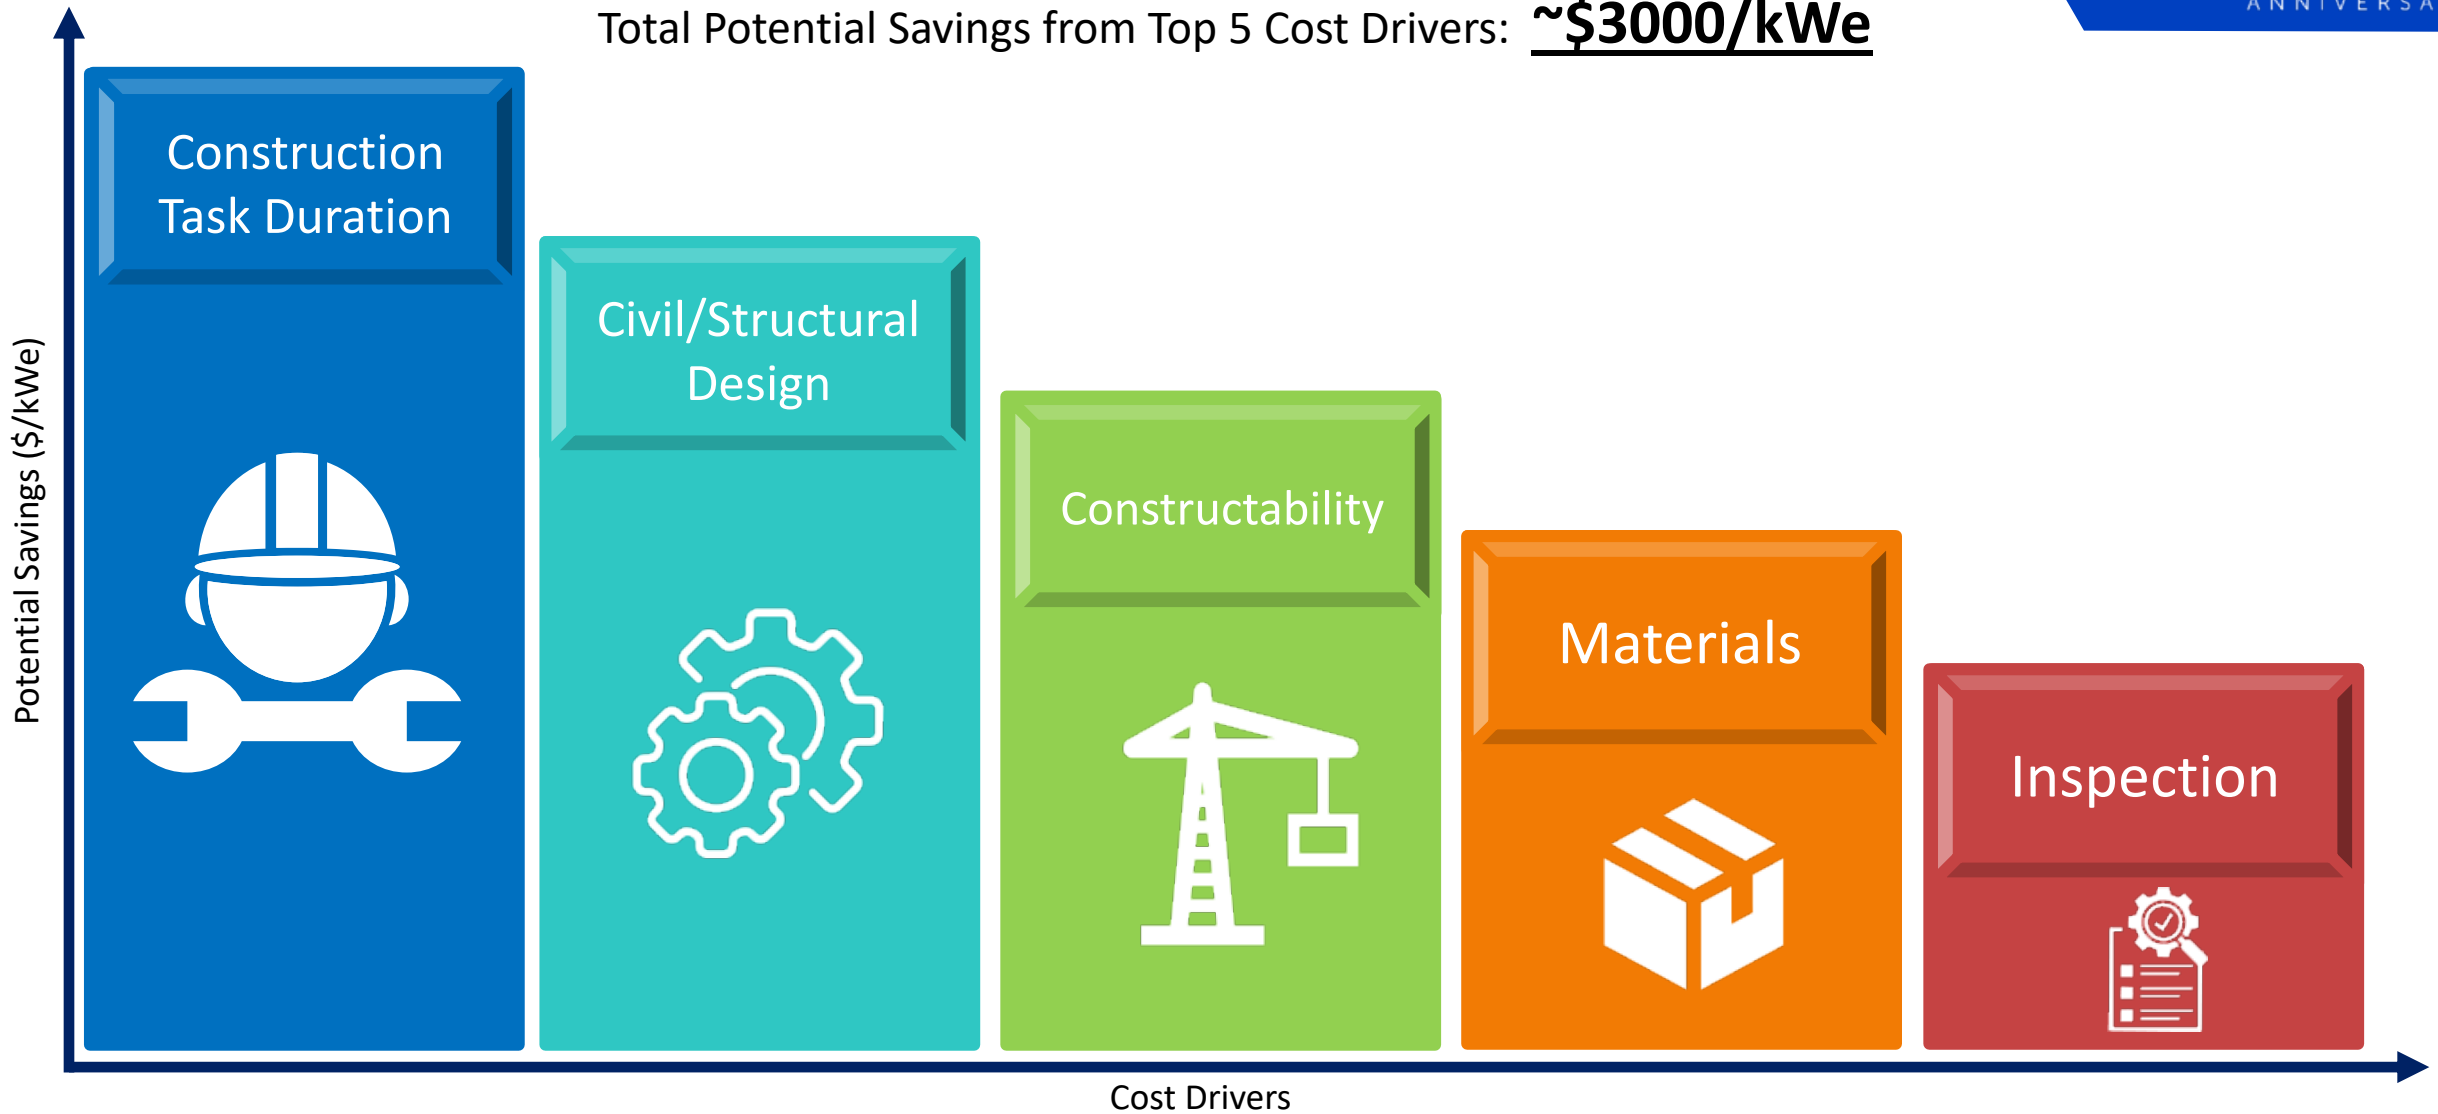 Total Potential Savings from Top 5 Cost Drivers: ~$3000/kWe
Construction
Task Duration
Civil/Structural
Design
Constructability
Materials
Inspection
Potential Savings ($/kWe)
Cost Drivers